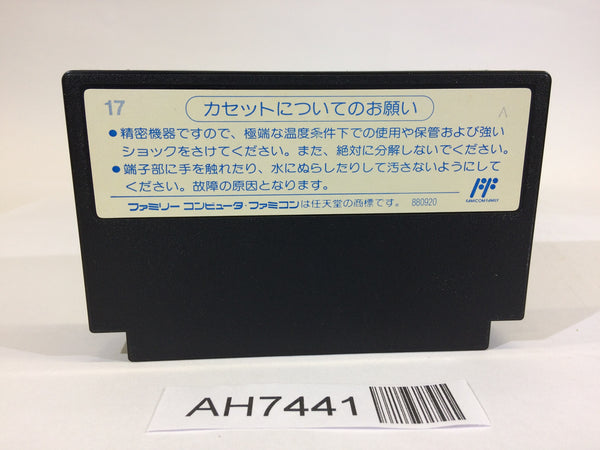 17
カセットについてのお願い
●精密機器ですので、極端な温度条件下での使用や保管および強い
ショックをさけてください。また、絶対に分解しないでください。
●端子部に手を触れたり、水にぬらしたりして汚さないようにして
ください。故障の原因となります。
FAMICOM FAMILY
ファミリー コンピュータ・ファミコンは任天堂の商標です。 880920
AH7441